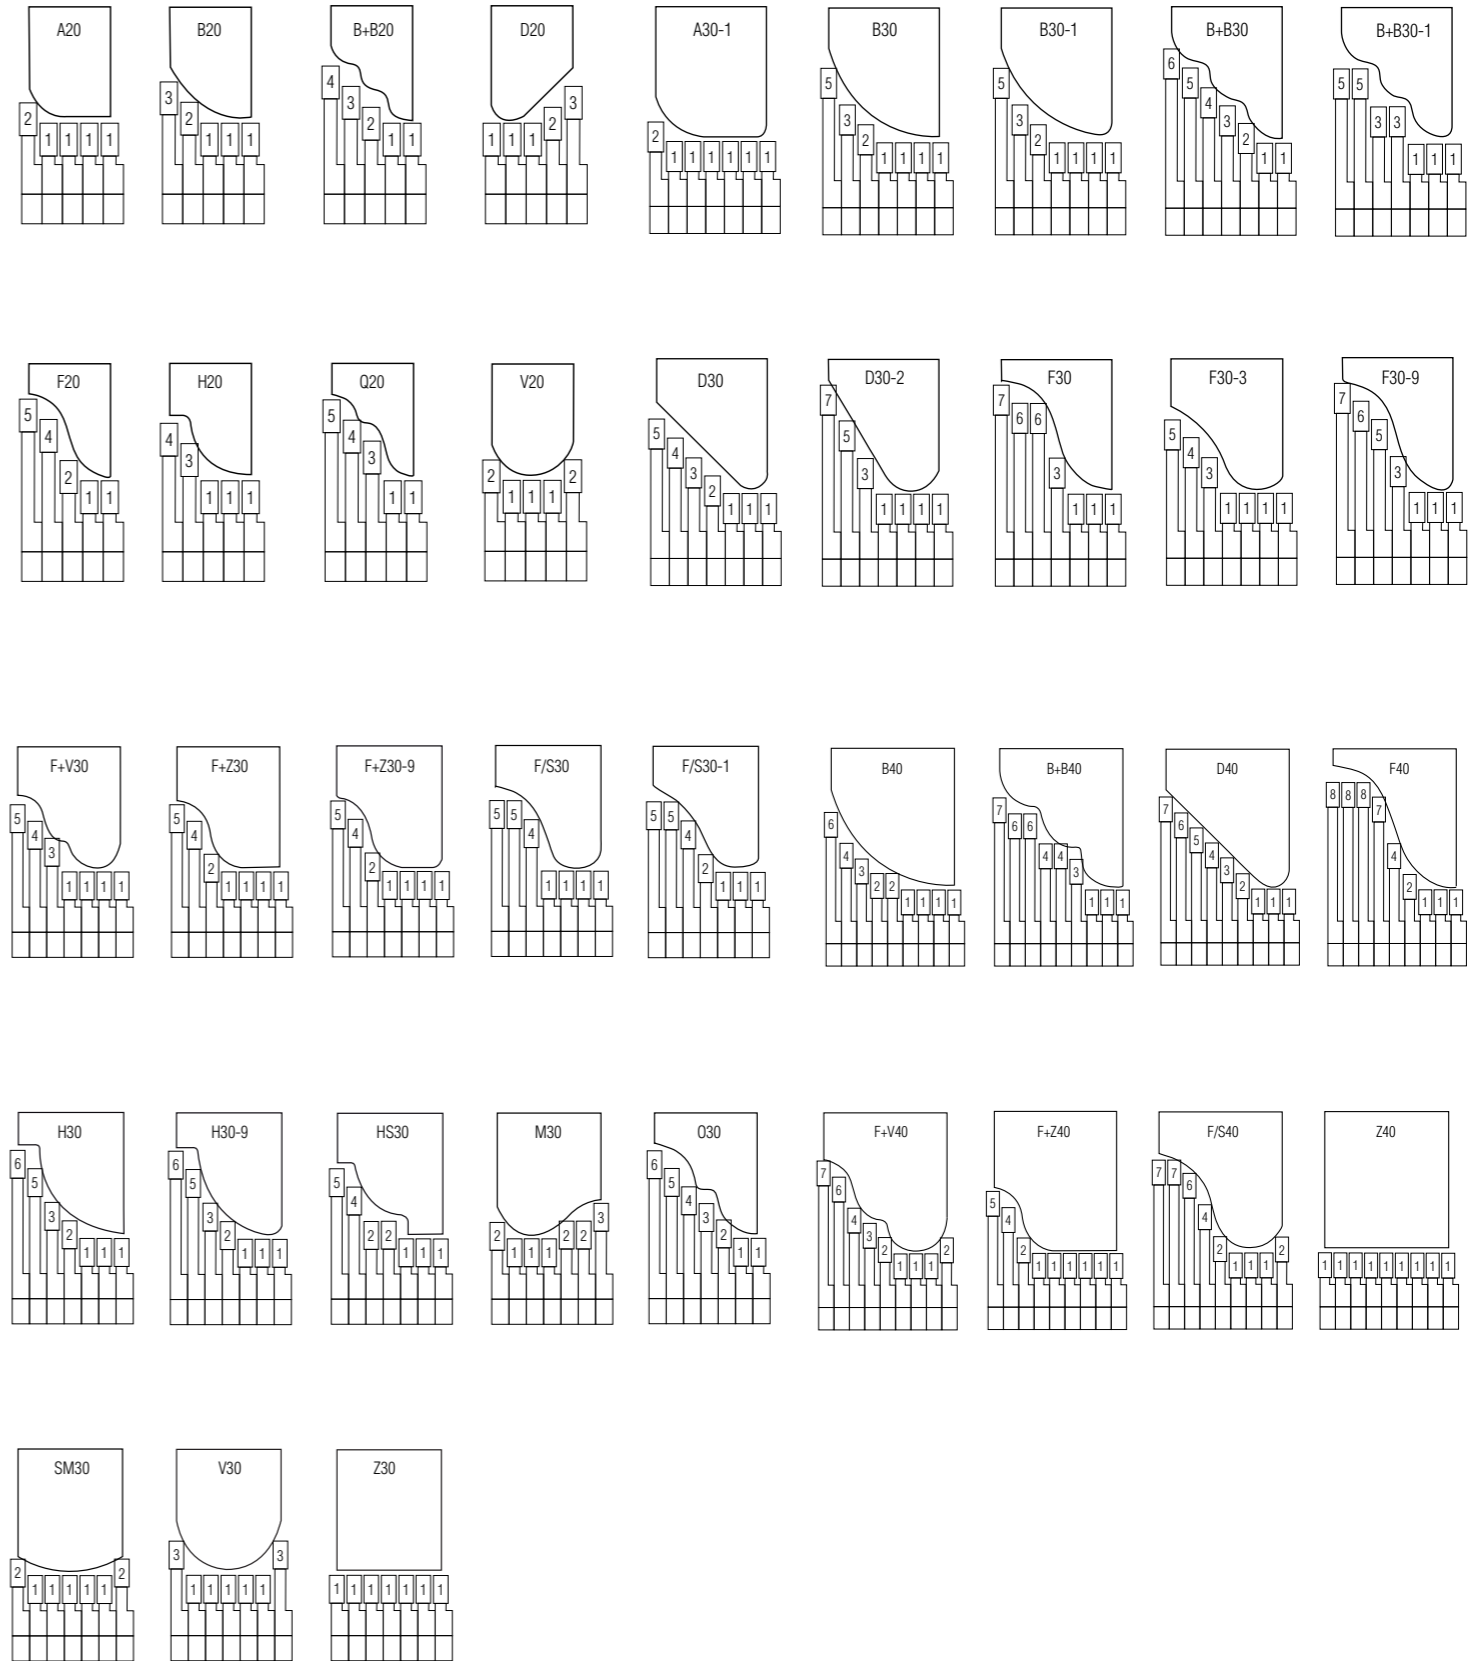 A20
2 1 1 1 1
B20
3 2 1 1 1
B+B20
4 3 2 1 1
D20
1 1 1 2 3
A30-1
2 1 1 1 1 1 1
B30
5 3 2 1 1 1 1
B30-1
5 3 2 1 1 1 1
B+B30
6 5 4 3 2 1 1
B+B30-1
5 5 3 3 1 1 1
F20
5 4 2 1 1
H20
4 3 1 1 1
Q20
5 4 3 1 1
V20
2 1 1 1 2
D30
5 4 3 2 1 1 1
D30-2
7 5 3 1 1 1 1
F30
7 6 6 3 1 1 1
F30-3
5 4 3 1 1 1 1
F30-9
7 6 5 3 1 1 1
F+V30
5 4 3 1 1 1 1
F+Z30
5 4 2 1 1 1 1
F+Z30-9
5 4 2 1 1 1 1
F/S30
5 5 4 1 1 1 1
F/S30-1
5 5 4 2 1 1 1
B40
6 4 3 2 2 1 1 1 1
B+B40
7 6 6 4 4 3 1 1 1
D40
7 6 5 4 3 2 1 1 1
F40
8 8 8 7 4 2 1 1 1
H30
6 5 3 2 1 1 1
H30-9
6 5 3 2 1 1 1
HS30
5 4 2 2 1 1 1
M30
2 1 1 1 2 2 3
O30
6 5 4 3 2 1 1
F+V40
7 6 4 3 2 1 1 1 2
F+Z40
5 4 2 1 1 1 1 1 1
F/S40
7 7 6 4 2 1 1 1 2
Z40
1 1 1 1 1 1 1 1 1
SM30
2 1 1 1 1 1 2
V30
3 1 1 1 1 1 3
Z30
1 1 1 1 1 1 1